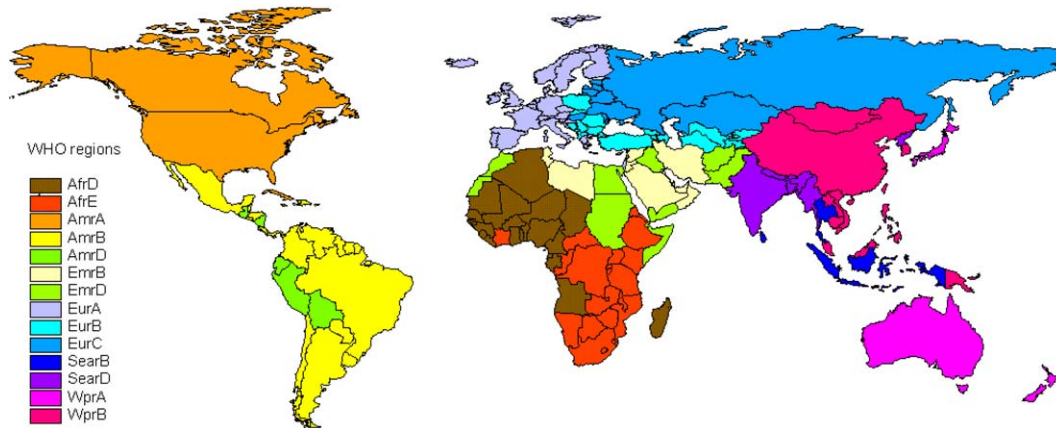 WHO regions
AfrD
AfrE
AmrA
AmrB
AmrD
EmrB
EmrD
EurA
EurB
EurC
SearB
SearD
WprA
WprB